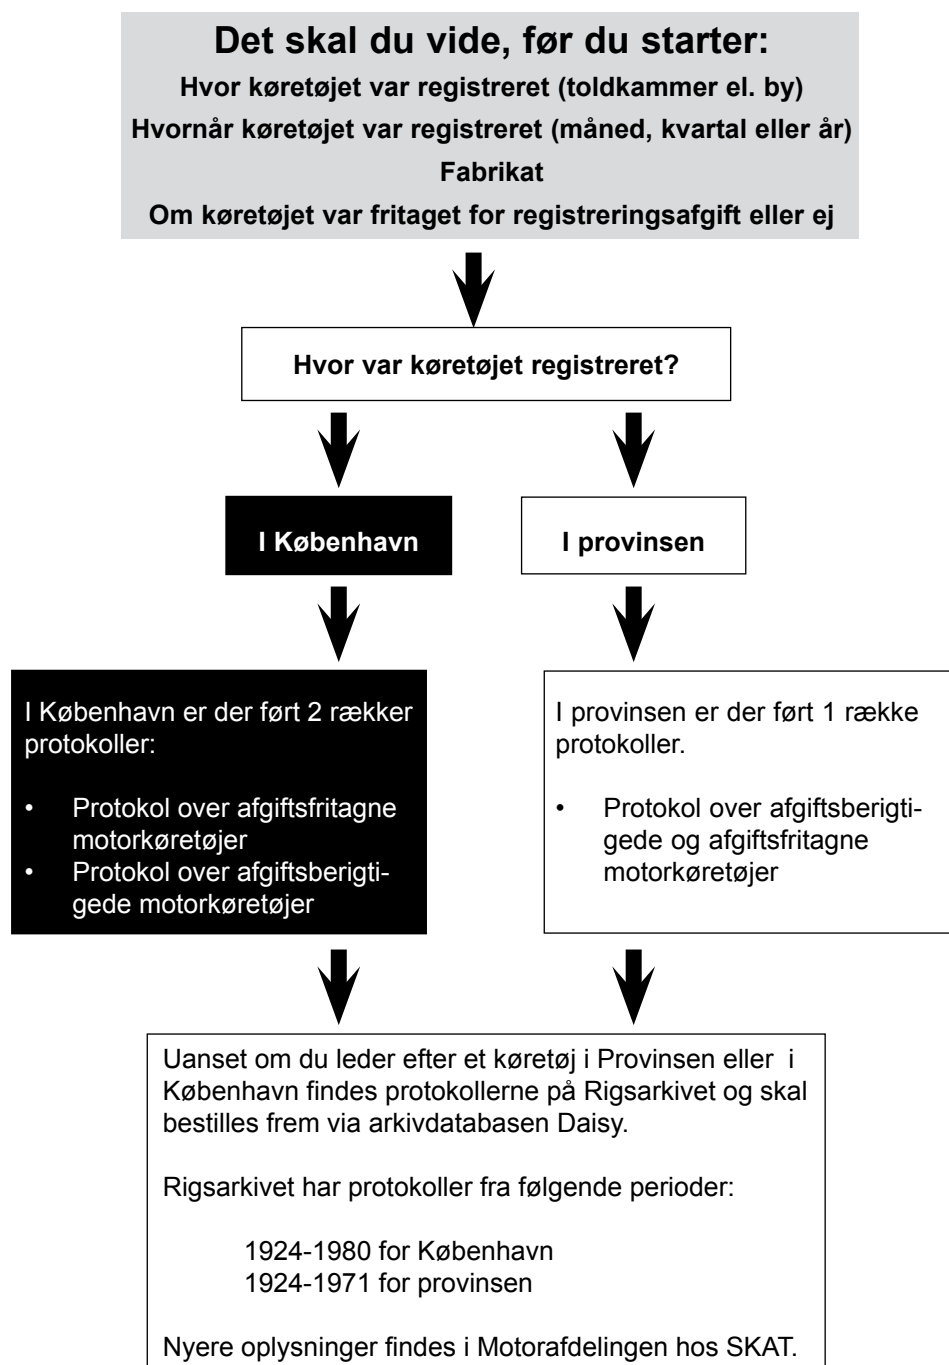 Det skal du vide, før du starter:
Hvor køretøjet var registreret (toldkammer el. by)
Hvornår køretøjet var registreret (måned, kvartal eller år)
Fabrikat
Om køretøjet var fritaget for registreringsafgift eller ej
Hvor var køretøjet registreret?
I København
I provinsen
I København er der ført 2 rækker
protokoller:
• Protokol over afgiftsfritagne
motorkøretøjer
• Protokol over afgiftsberigti-
gede motorkøretøjer
I provinsen er der ført 1 række
protokoller.
• Protokol over afgiftsberigti-
gede og afgiftsfritagne
motorkøretøjer
Uanset om du leder efter et køretøj i Provinsen eller i
København findes protokollerne på Rigsarkivet og skal
bestilles frem via arkivdatabasen Daisy.
Rigsarkivet har protokoller fra følgende perioder:
1924-1980 for København
1924-1971 for provinsen
Nyere oplysninger findes i Motorafdelingen hos SKAT.